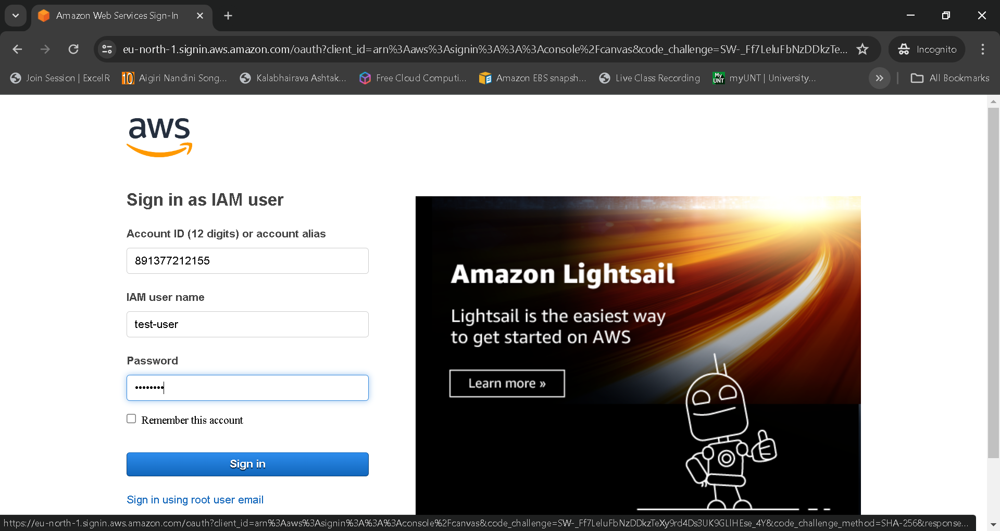 Amazon Web Services Sign-In
eu-north-1.signin.aws.amazon.com/oauth?client_id=arn%3Aaws%3Asignin%3A%3A%3Aconsole%2Fcanvas&code_challenge=SW-_Ff7LeluFbNzDDkzTe...
Incognito
Join Session | ExcelR
10
Aigiri Nandini Song...
Kalabhairava Ashtak...
Free Cloud Computi...
Amazon EBS snapsh...
Live Class Recording
My UNT
myUNT | University...
All Bookmarks
aws
Sign in as IAM user
Account ID (12 digits) or account alias
891377212155
IAM user name
test-user
Password
••••••••
Remember this account
Sign in
Sign in using root user email
Amazon Lightsail
Lightsail is the easiest way
to get started on AWS
Learn more »
https://eu-north-1.signin.aws.amazon.com/oauth?client_id=arn%3Aaws%3Asignin%3A%3A%3Aconsole%2Fcanvas&code_challenge=SW-_Ff7LeluFbNzDDkzTeXy9rd4Ds3UK9GLlHEse_4Y&code_challenge_method=SHA-256&response...